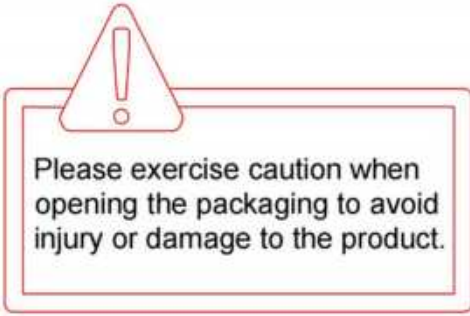 Please exercise caution when
opening the packaging to avoid
injury or damage to the product.